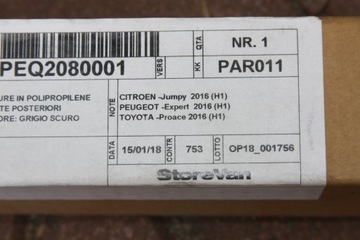 PEQ2080001
VERS
KK
QTA
NR. 1
PAR011
URE IN POLIPROPILENE
TE POSTERIORI
ORE: GRIGIO SCURO
NOTE
CITROEN -Jumpy 2016 (H1)
PEUGEOT -Expert 2016 (H1)
TOYOTA -Proace 2016 (H1)
DATA
15/01/18
CONTR
753
LOTTO
OP18_001756
StoreVan